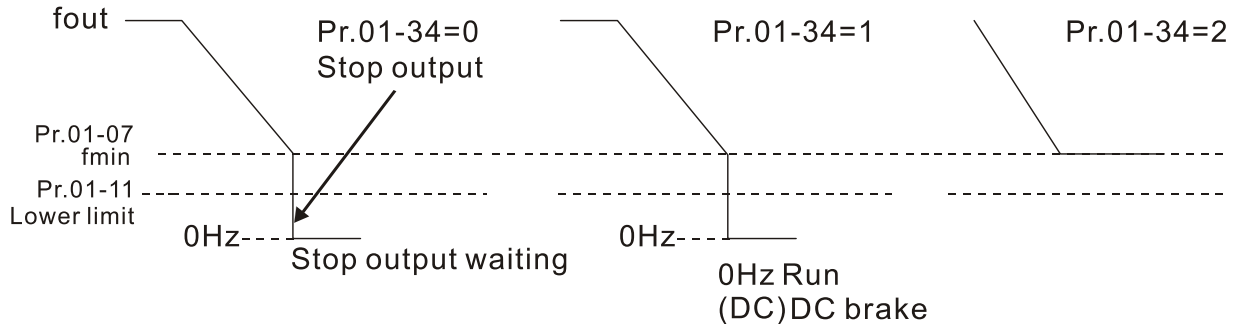 fout
Pr.01-34=0
Stop output
Pr.01-34=1
Pr.01-34=2
Pr.01-07
fmin
Pr.01-11
Lower limit
0Hz
Stop output waiting
0Hz
0Hz Run
(DC)DC brake